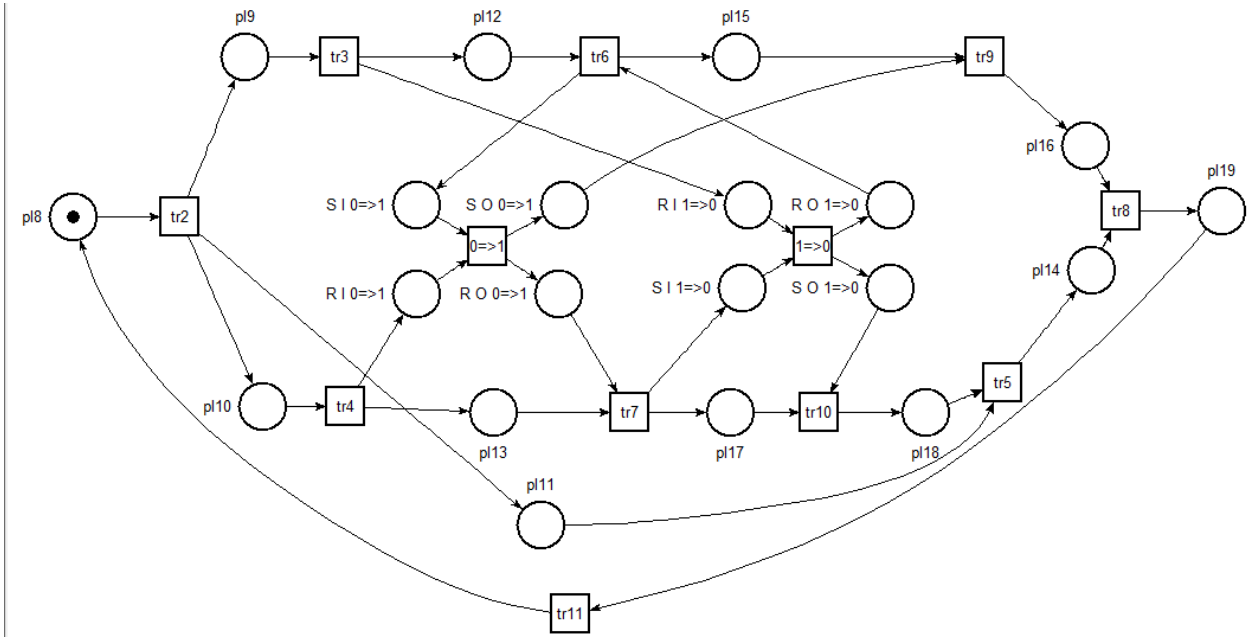 pl9
pl12
pl15
tr3
tr6
tr9
pl16
pl19
pl8
tr2
S I 0=>1
S O 0=>1
R I 1=>0
R O 1=>0
tr8
0=>1
1=>0
pl14
R I 0=>1
R O 0=>1
S I 1=>0
S O 1=>0
tr5
pl10
tr4
tr7
tr10
pl13
pl17
pl18
pl11
tr11